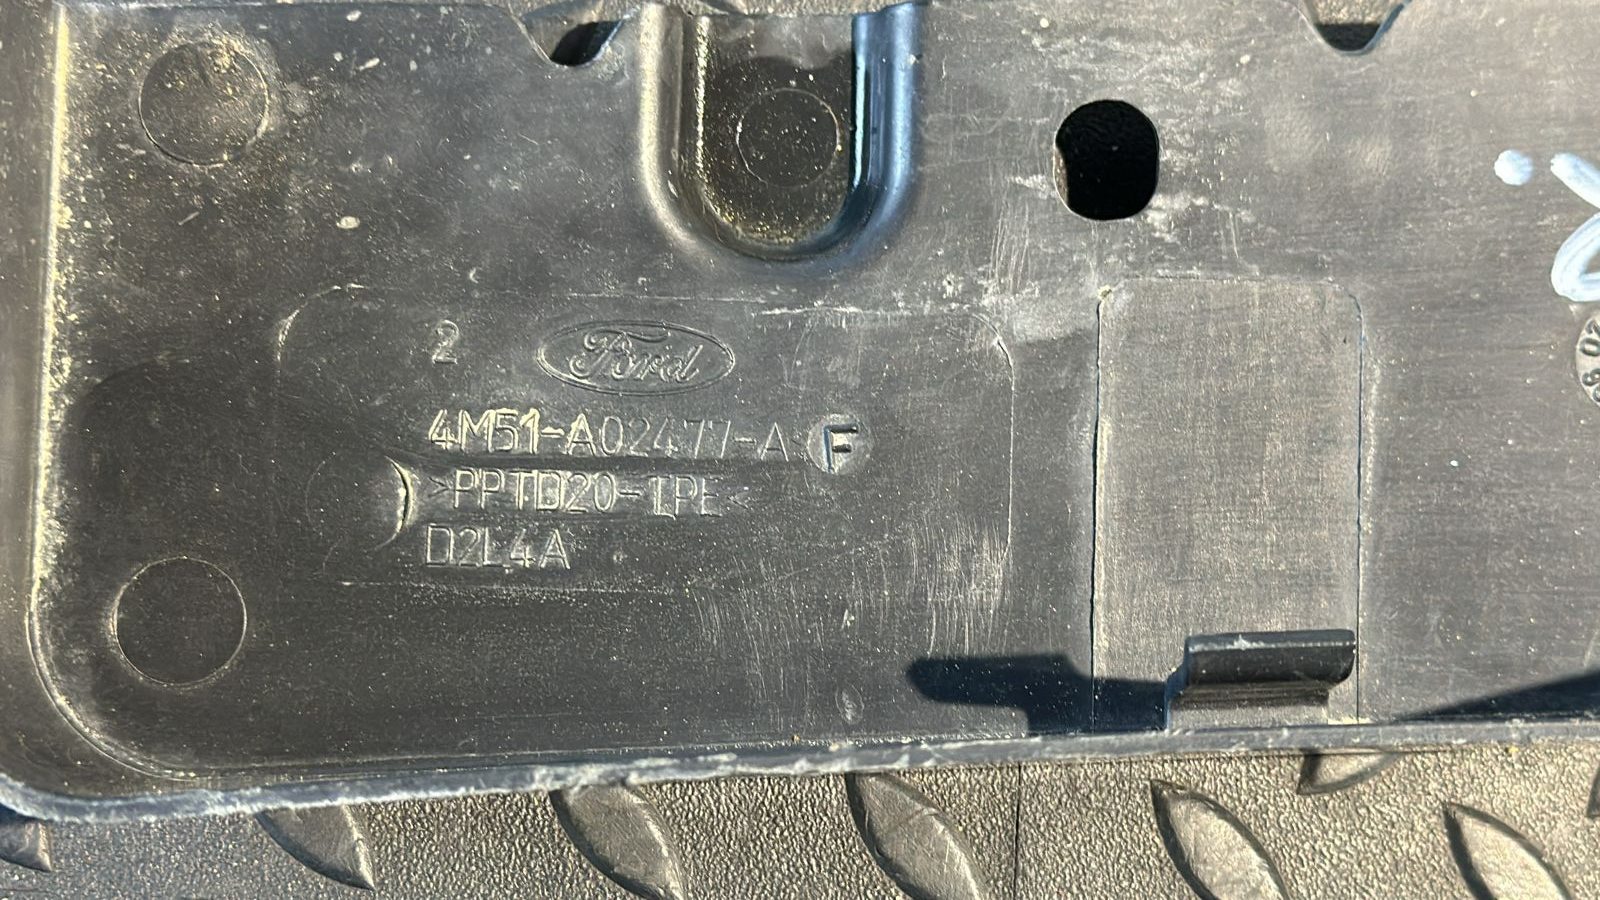 2 Ford
4M51-A02477-A F
>PPTD20-TPE<
D2L4A